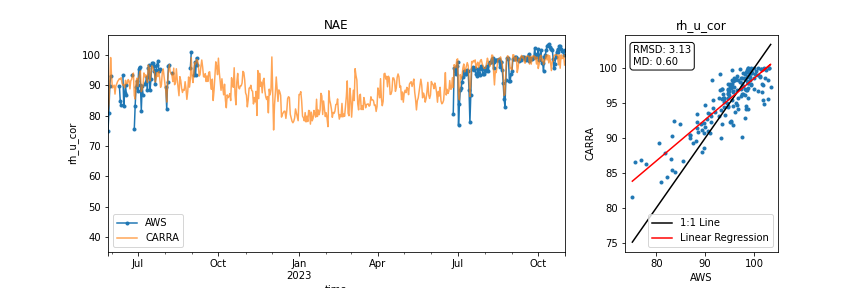 NAE
rh_u_cor
100
90
80
70
60
50
40
rh_u_cor
AWS
CARRA
Jul
Oct
Jan
2023
Apr
Jul
Oct
time
rh_u_cor
RMSD: 3.13
MD: 0.60
100
95
90
85
80
75
CARRA
1:1 Line
Linear Regression
80
90
100
AWS